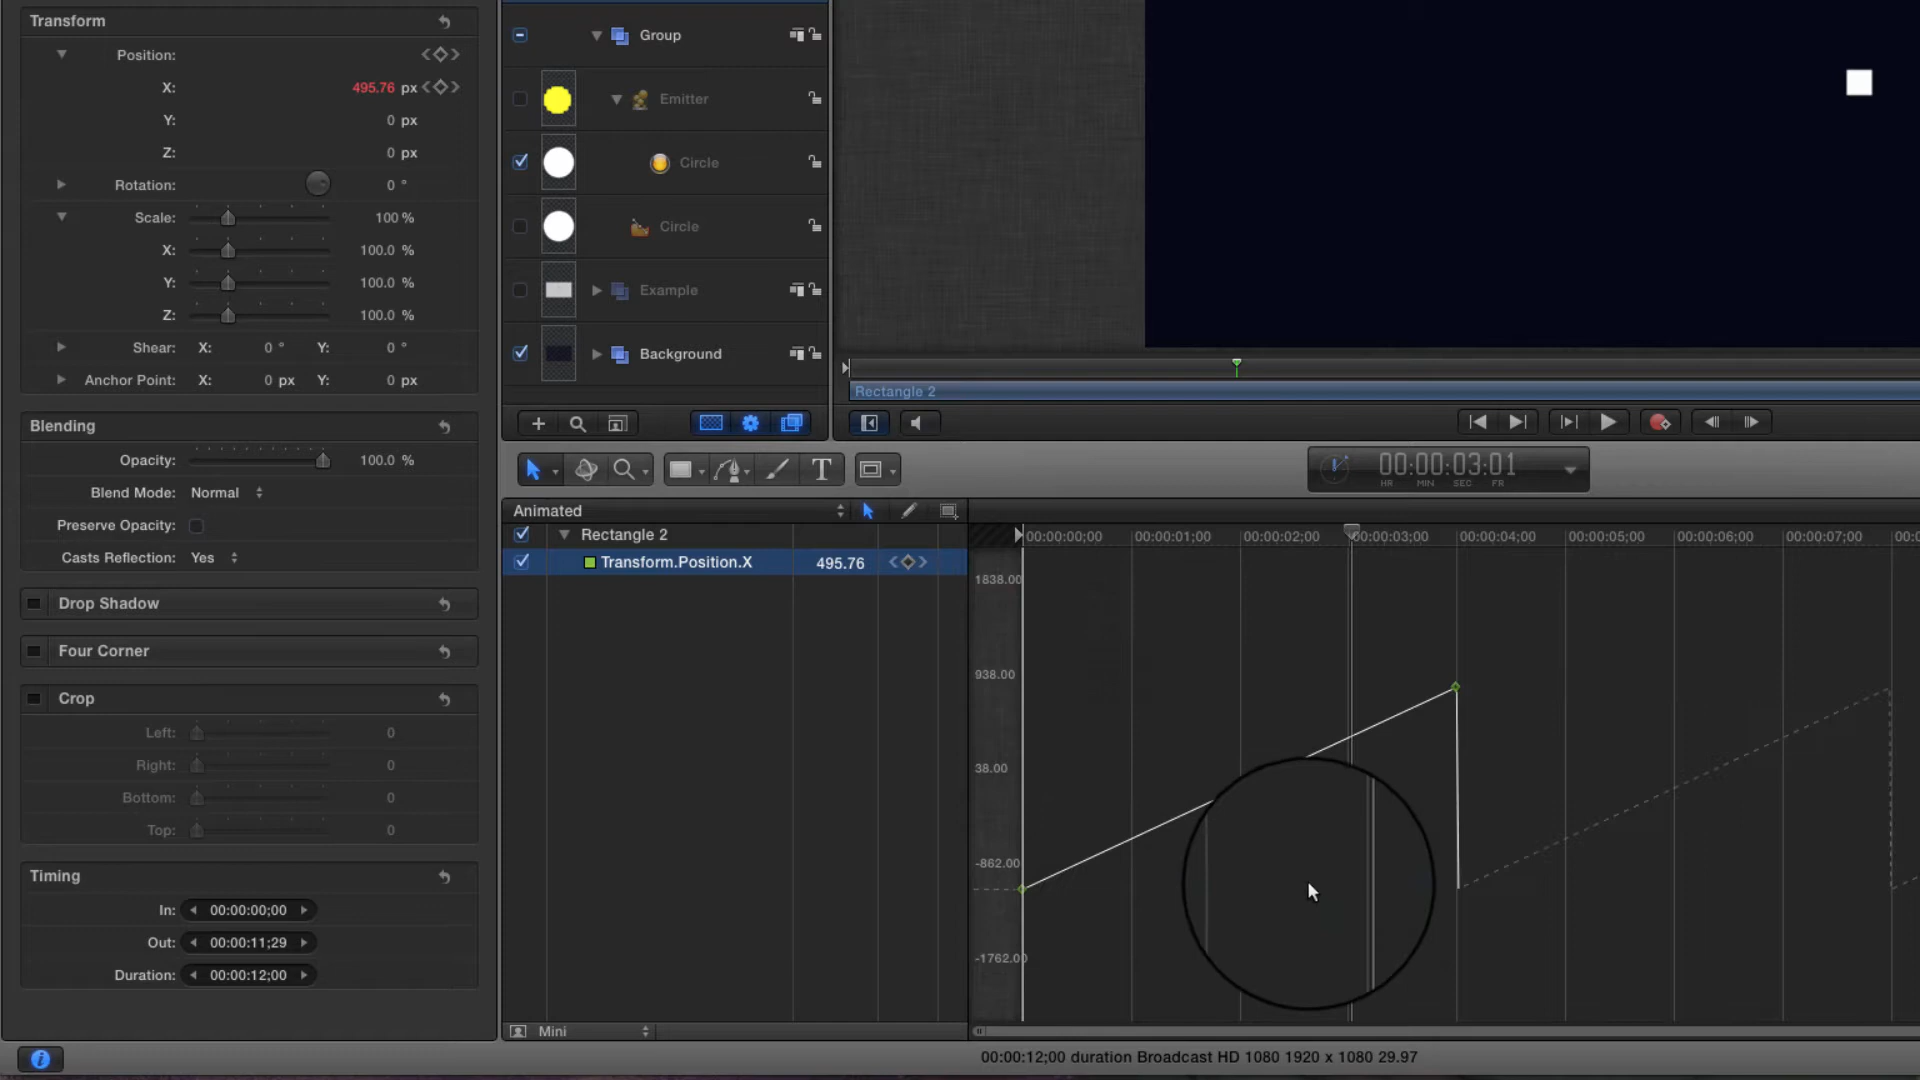 Transform
Position:
X: 495.76 px
Y: 0 px
Z: 0 px
Rotation: 0 °
Scale: 100 %
X: 100.0 %
Y: 100.0 %
Z: 100.0 %
Shear: X: 0 ° Y: 0 °
Anchor Point: X: 0 px Y: 0 px
Blending
Opacity: 100.0 %
Blend Mode: Normal
Preserve Opacity:
Casts Reflection: Yes
Drop Shadow
Four Corner
Crop
Left: 0
Right: 0
Bottom: 0
Top: 0
Timing
In: 00:00:00;00
Out: 00:00:11;29
Duration: 00:00:12;00
Group
Emitter
Circle
Circle
Example
Background
Rectangle 2
T
00:00:03:01
HR MIN SEC FR
Animated
Rectangle 2
Transform.Position.X 495.76
Mini
00:00:00;00 00:00:01;00 00:00:02;00 00:00:03;00 00:00:04;00 00:00:05;00 00:00:06;00 00:00:07;00 00:0
1838.00
938.00
38.00
-862.00
-1762.00
00:00:12;00 duration Broadcast HD 1080 1920 x 1080 29.97